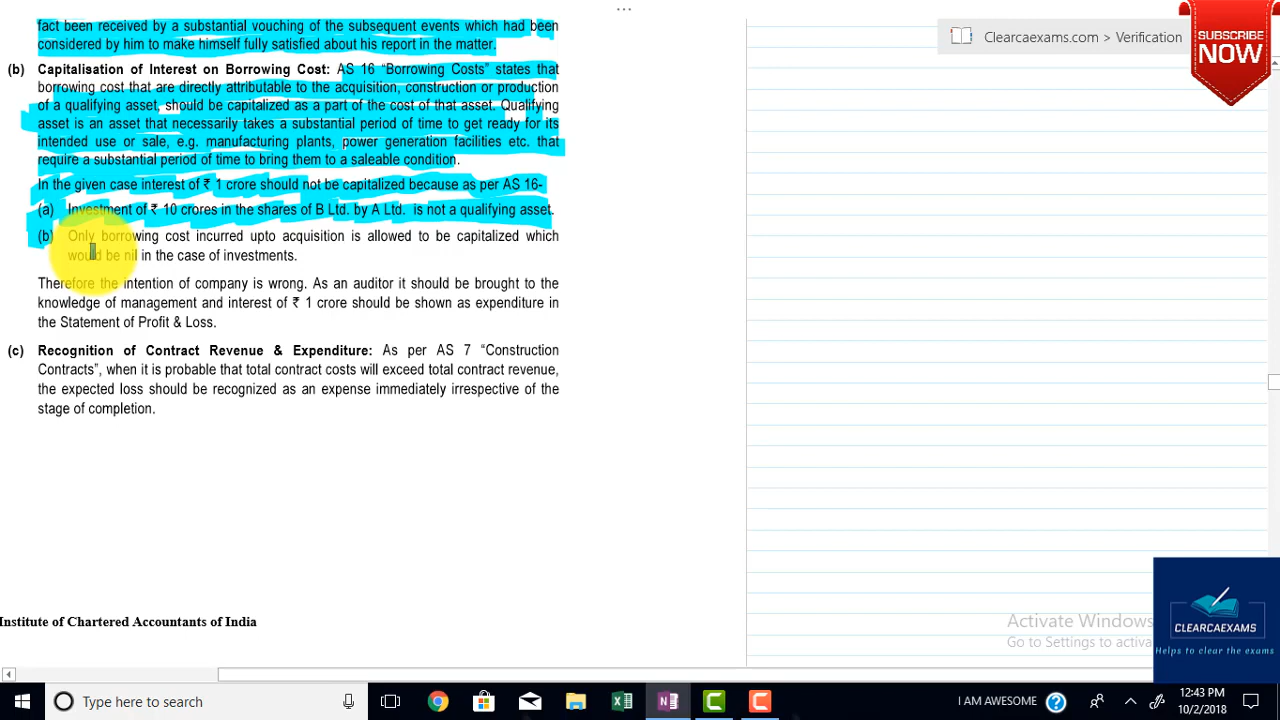 ...
fact been received by a substantial vouching of the subsequent events which had been
considered by him to make himself fully satisfied about his report in the matter.
(b) Capitalisation of Interest on Borrowing Cost: AS 16 “Borrowing Costs” states that
borrowing cost that are directly attributable to the acquisition, construction or production
of a qualifying asset, should be capitalized as a part of the cost of that asset. Qualifying
asset is an asset that necessarily takes a substantial period of time to get ready for its
intended use or sale, e.g. manufacturing plants, power generation facilities etc. that
require a substantial period of time to bring them to a saleable condition.
In the given case interest of ₹ 1 crore should not be capitalized because as per AS 16-
(a) Investment of ₹ 10 crores in the shares of B Ltd. by A Ltd. is not a qualifying asset.
(b) Only borrowing cost incurred upto acquisition is allowed to be capitalized which
would be nil in the case of investments.
Therefore the intention of company is wrong. As an auditor it should be brought to the
knowledge of management and interest of ₹ 1 crore should be shown as expenditure in
the Statement of Profit & Loss.
(c) Recognition of Contract Revenue & Expenditure: As per AS 7 “Construction
Contracts”, when it is probable that total contract costs will exceed total contract revenue,
the expected loss should be recognized as an expense immediately irrespective of the
stage of completion.
Institute of Chartered Accountants of India
Clearcaexams.com > Verification
SUBSCRIBE
NOW
Activate Windows
Go to Settings to activa
CLEARCAEXAMS
Helps to clear the exams
Type here to search
I AM AWESOME
12:43 PM
10/2/2018